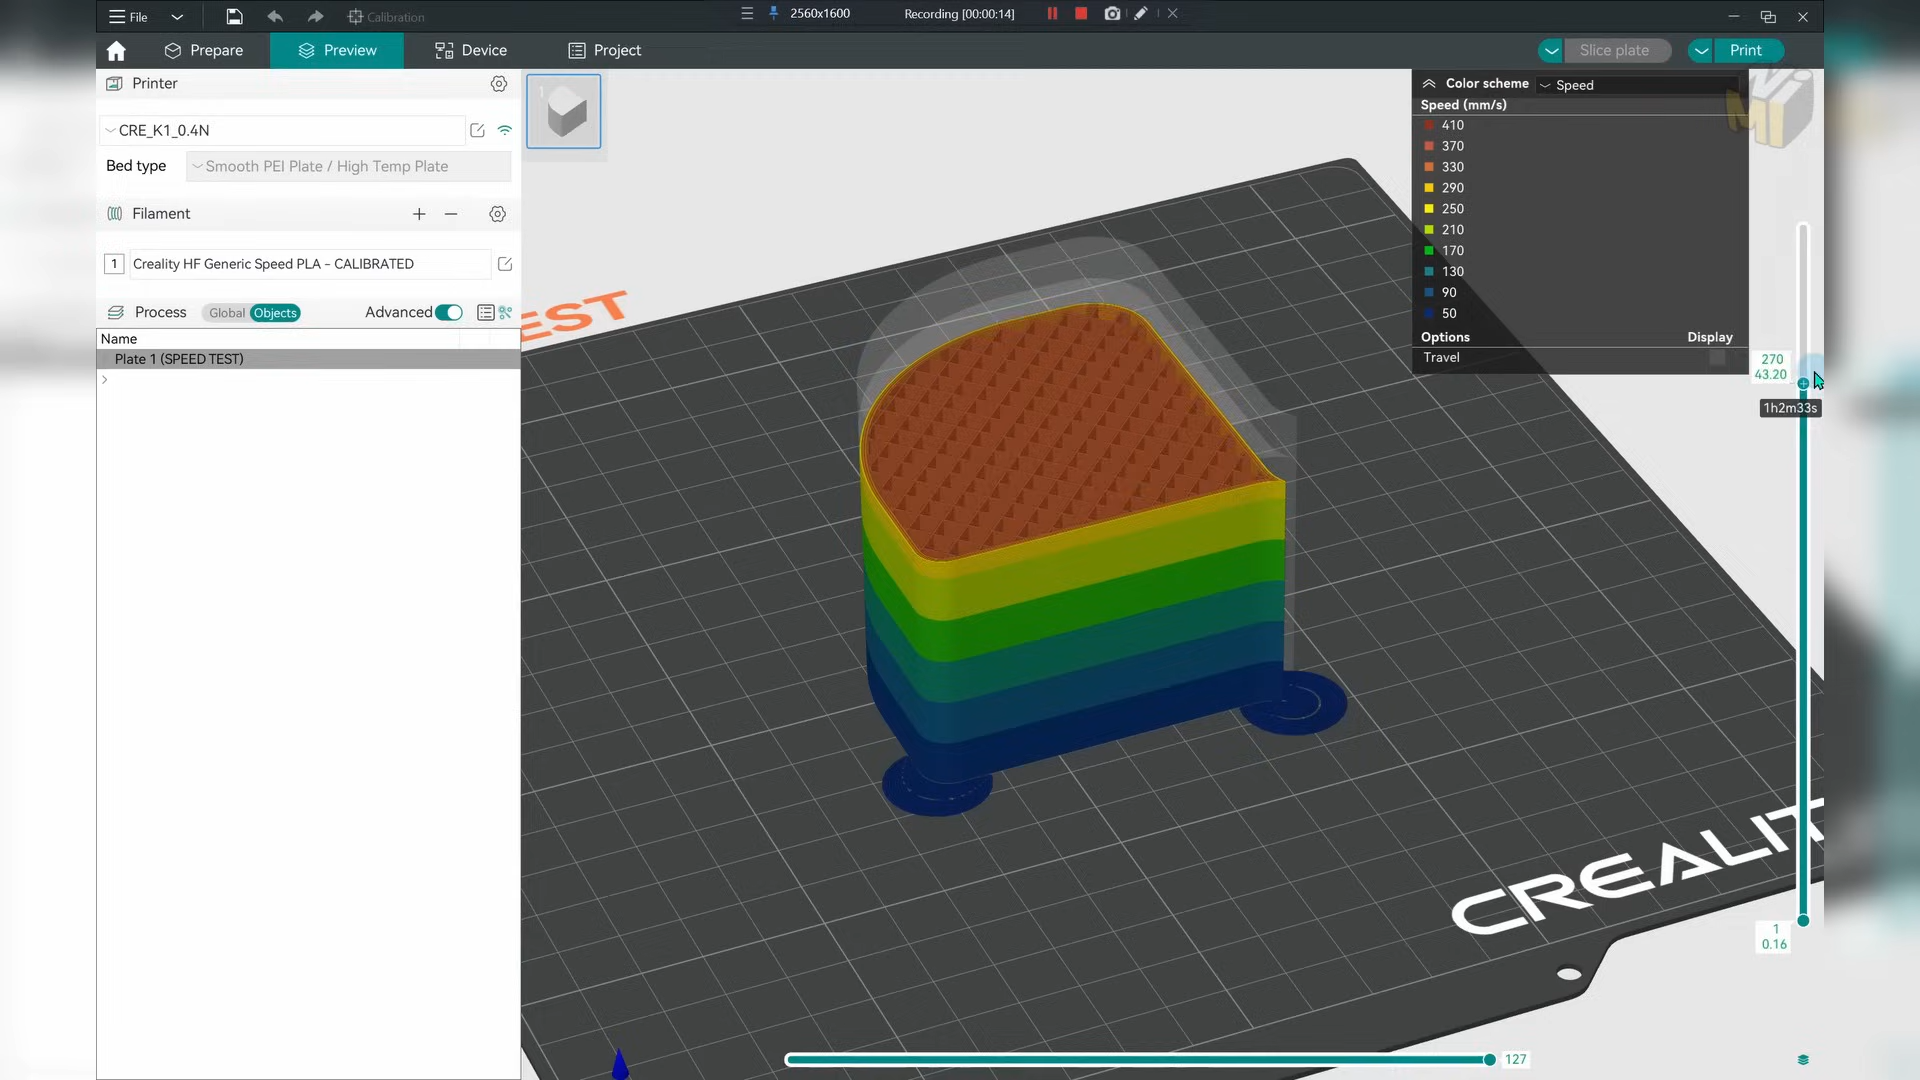 File
Calibration
2560x1600
Recording [00:00:14]
Prepare
Preview
Device
Project
Slice plate
Print
Printer
CRE_K1_0.4N
Bed type
Smooth PEI Plate / High Temp Plate
Filament
1
Creality HF Generic Speed PLA - CALIBRATED
Process
Global
Objects
Advanced
Name
Plate 1 (SPEED TEST)
1
EST
Color scheme
Speed
Speed (mm/s)
410
370
330
290
250
210
170
130
90
50
Options
Display
Travel
270
43.20
1h2m33s
CREALIT
1
0.16
127